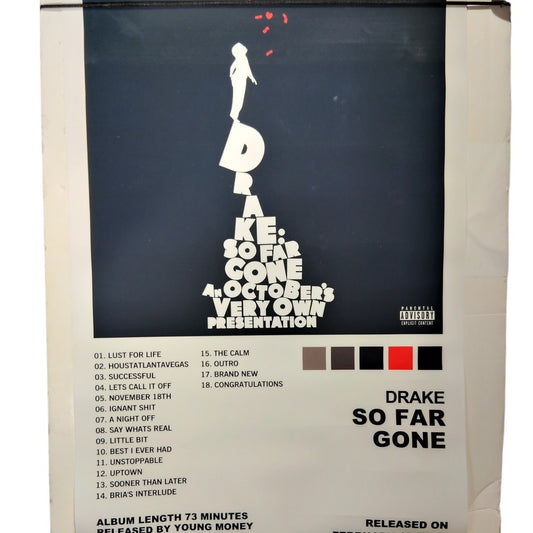 DRAKE:
SO FAR
GONE
AN OCTOBER'S
VERY OWN
PRESENTATION
PARENTAL
ADVISORY
EXPLICIT CONTENT
01. LUST FOR LIFE
02. HOUSTATLANTAVEGAS
03. SUCCESSFUL
04. LETS CALL IT OFF
05. NOVEMBER 18TH
06. IGNANT SHIT
07. A NIGHT OFF
08. SAY WHATS REAL
09. LITTLE BIT
10. BEST I EVER HAD
11. UNSTOPPABLE
12. UPTOWN
13. SOONER THAN LATER
14. BRIA'S INTERLUDE
15. THE CALM
16. OUTRO
17. BRAND NEW
18. CONGRATULATIONS
DRAKE
SO FAR
GONE
ALBUM LENGTH 73 MINUTES
RELEASED BY YOUNG MONEY
RELEASED ON